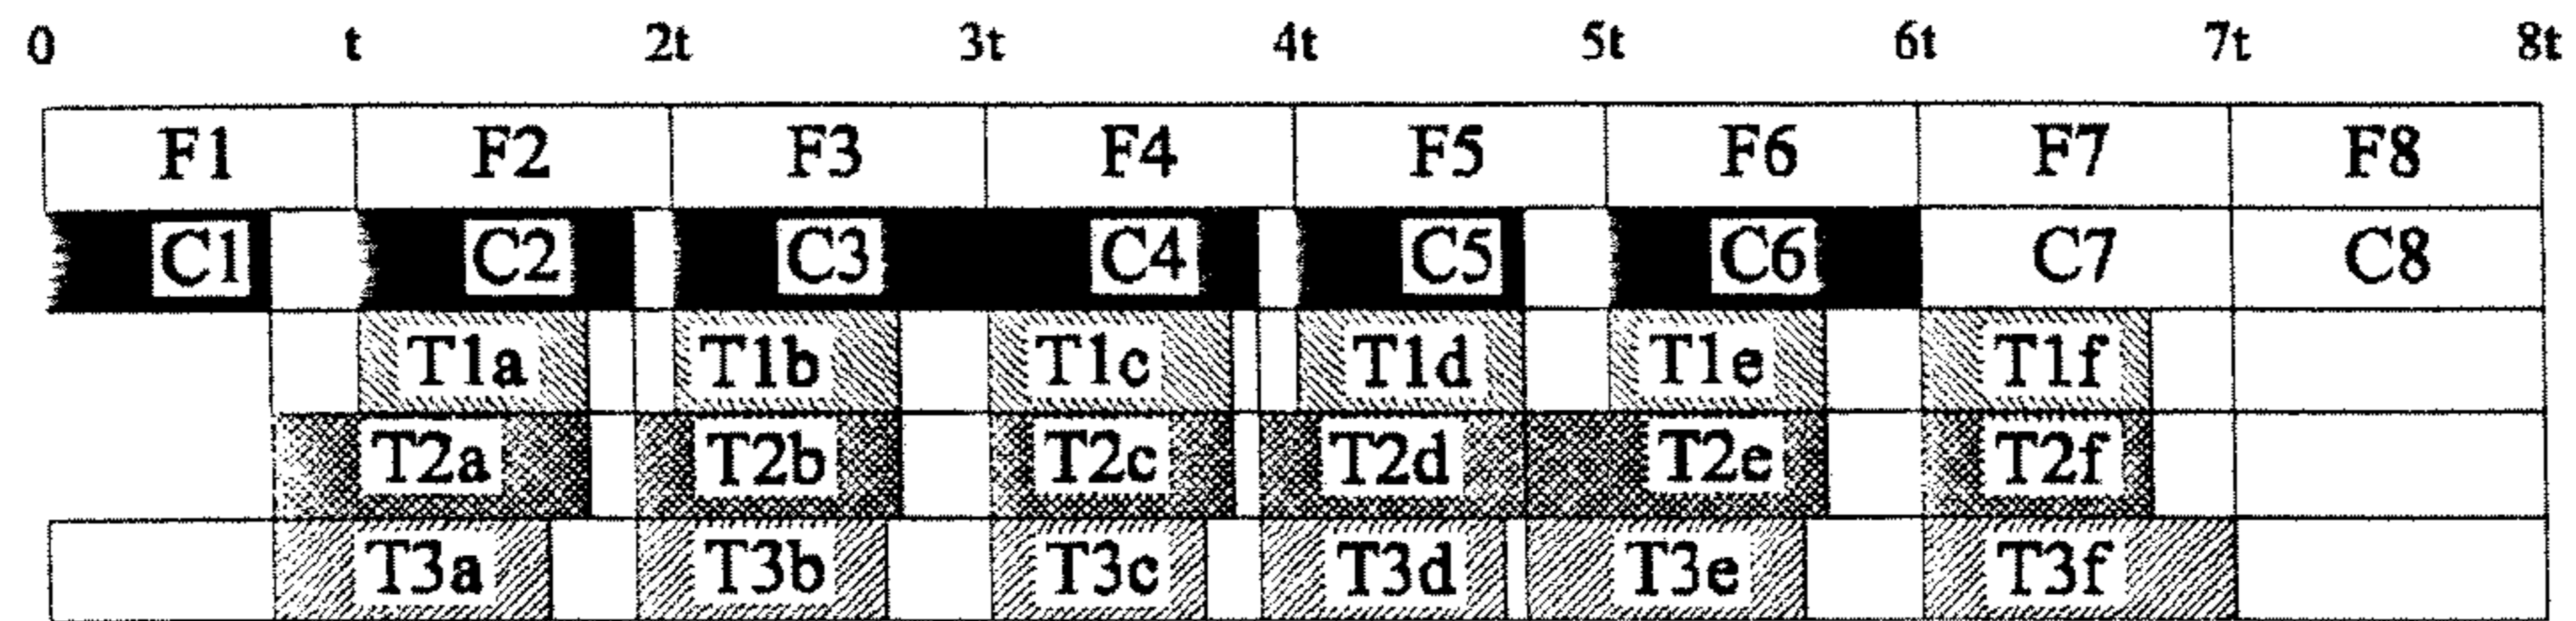 0 t 2t 3t 4t 5t 6t 7t 8t
F1 F2 F3 F4 F5 F6 F7 F8
C1 C2 C3 C4 C5 C6 C7 C8
T1a T1b T1c T1d T1e T1f
T2a T2b T2c T2d T2e T2f
T3a T3b T3c T3d T3e T3f